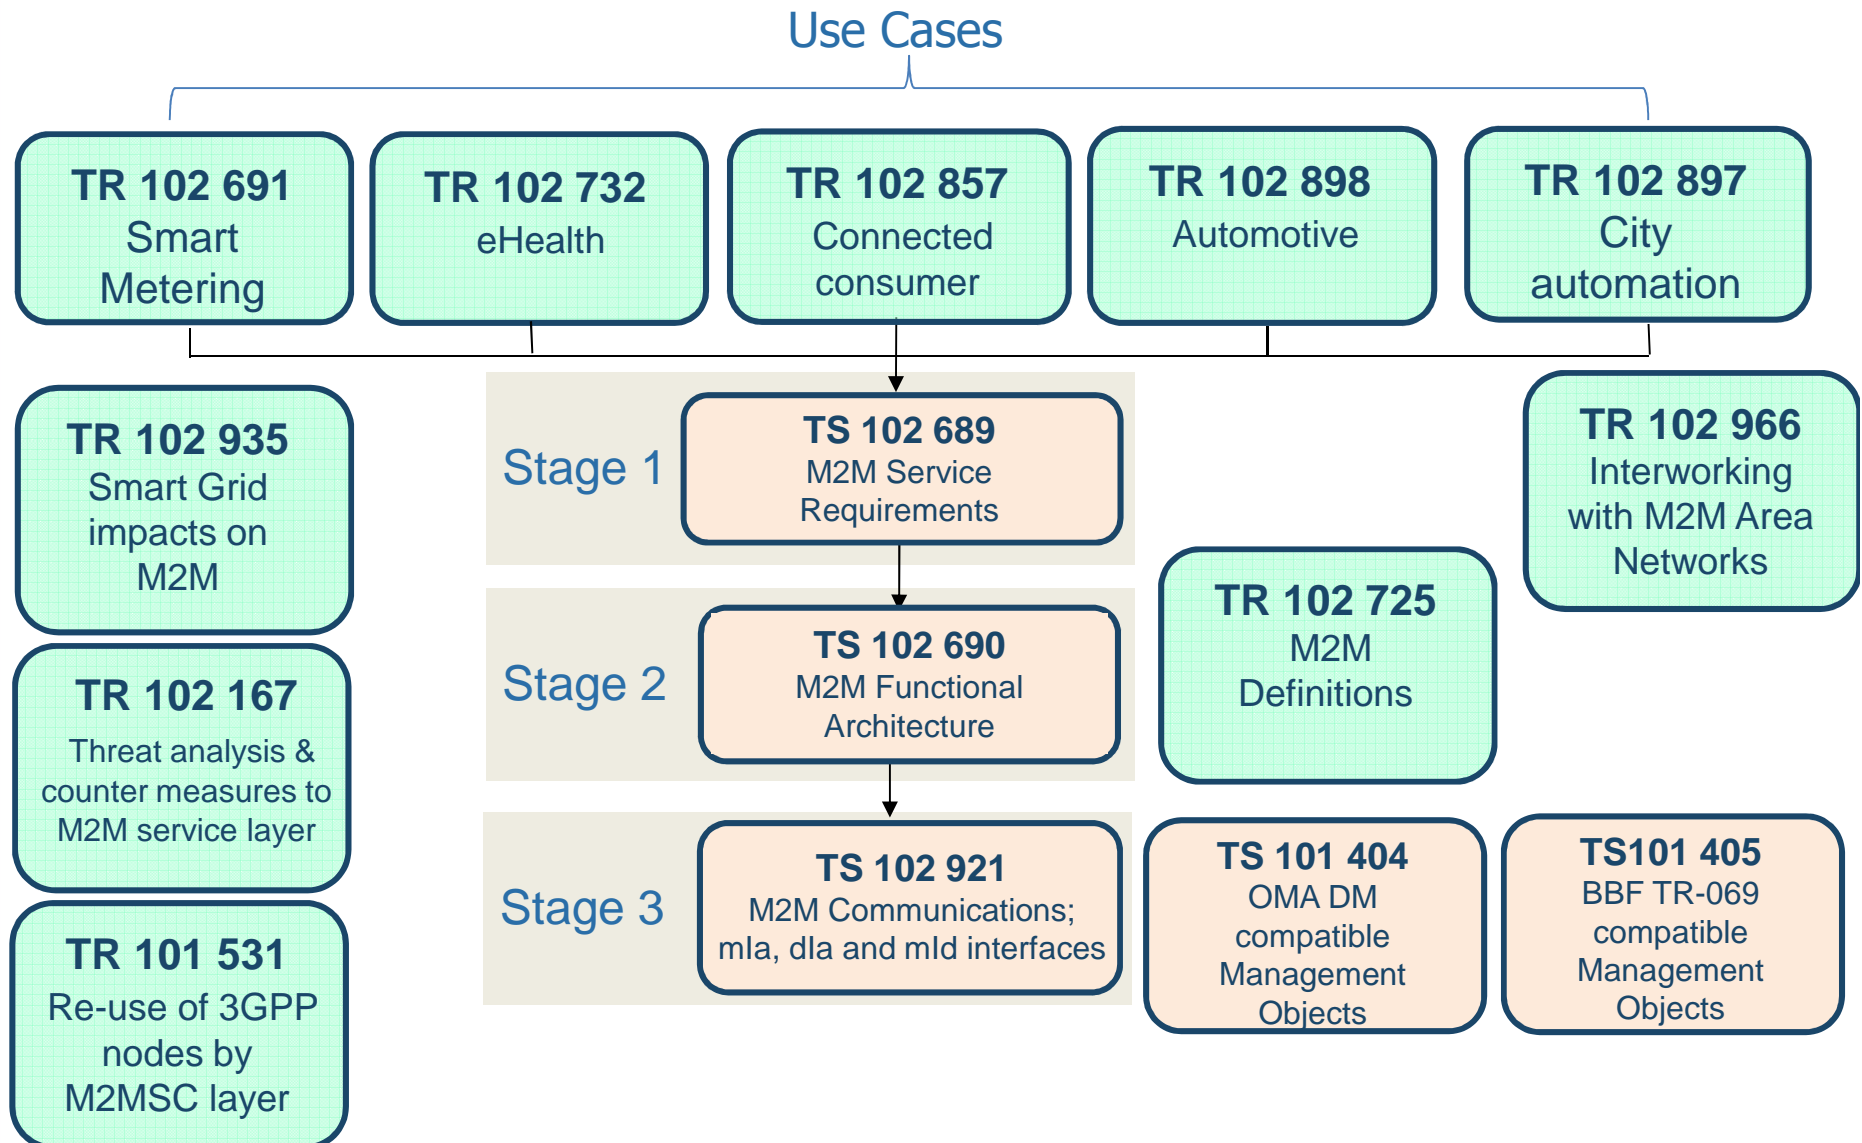 Use Cases
TR 102 691
Smart
Metering
TR 102 732
eHealth
TR 102 857
Connected
consumer
TR 102 898
Automotive
TR 102 897
City
automation
TR 102 935
Smart Grid
impacts on
M2M
Stage 1
TS 102 689
M2M Service
Requirements
TR 102 966
Interworking
with M2M Area
Networks
TR 102 167
Threat analysis &
counter measures to
M2M service layer
Stage 2
TS 102 690
M2M Functional
Architecture
TR 102 725
M2M
Definitions
TR 101 531
Re-use of 3GPP
nodes by
M2MSC layer
Stage 3
TS 102 921
M2M Communications;
mIa, dIa and mId interfaces
TS 101 404
OMA DM
compatible
Management
Objects
TS101 405
BBF TR-069
compatible
Management
Objects